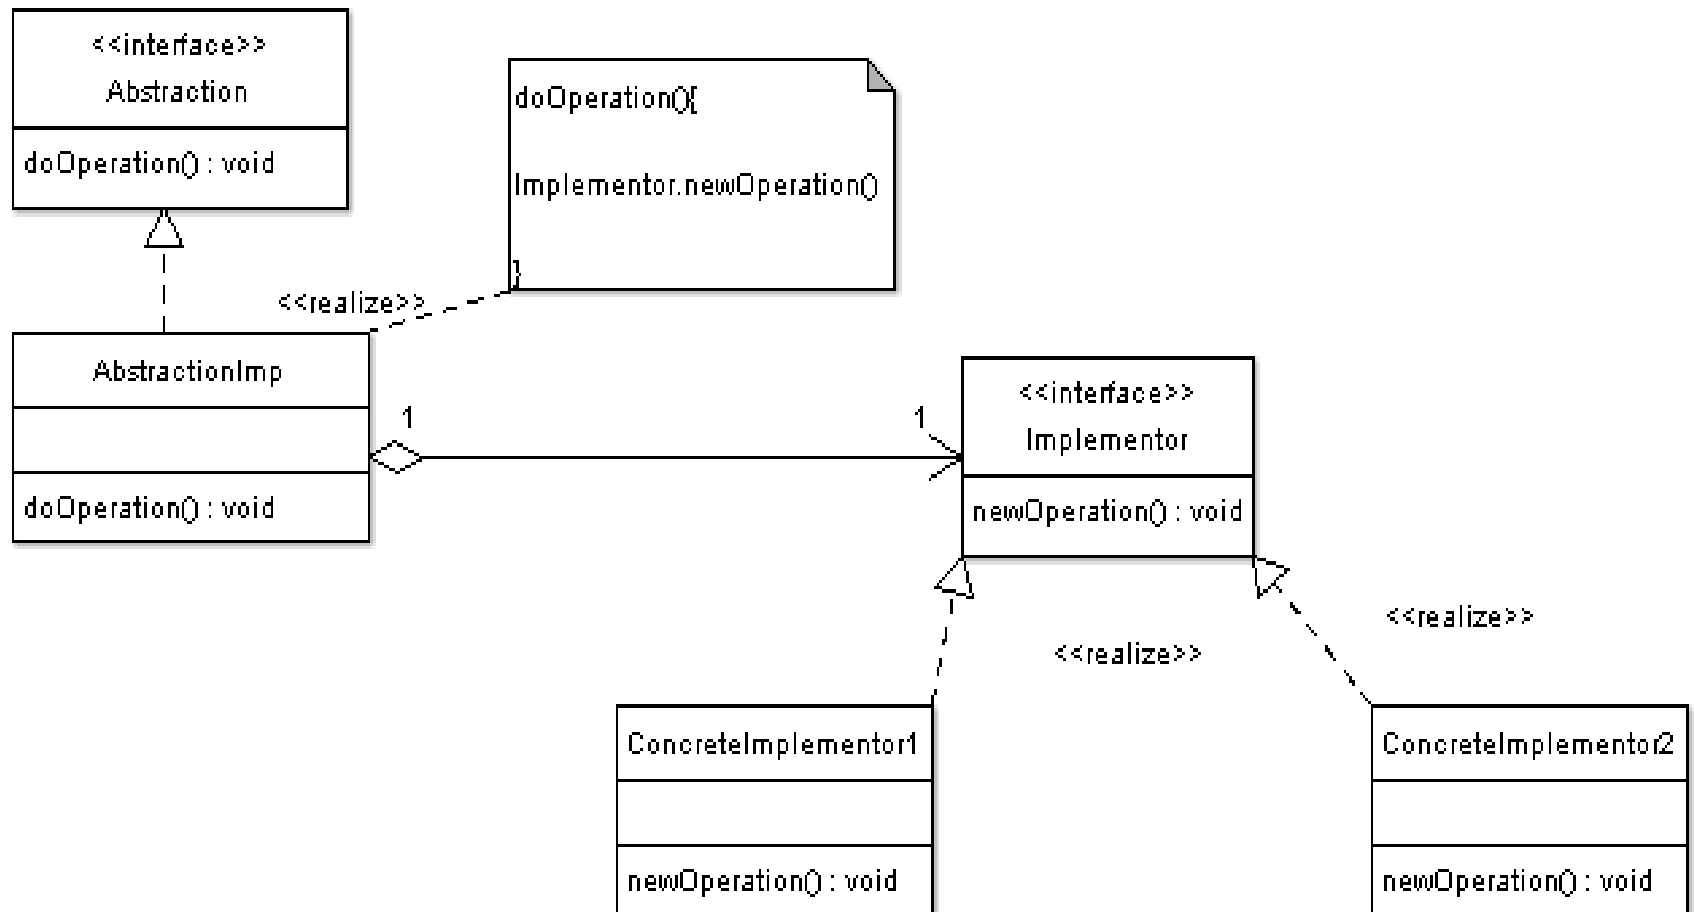 <<interface>>
Abstraction
doOperation() : void
doOperation(){
Implementor.newOperation()
}
<<realize>>
AbstractionImp
doOperation() : void
1
1
<<interface>>
Implementor
newOperation() : void
<<realize>>
<<realize>>
ConcreteImplementor1
newOperation() : void
ConcreteImplementor2
newOperation() : void